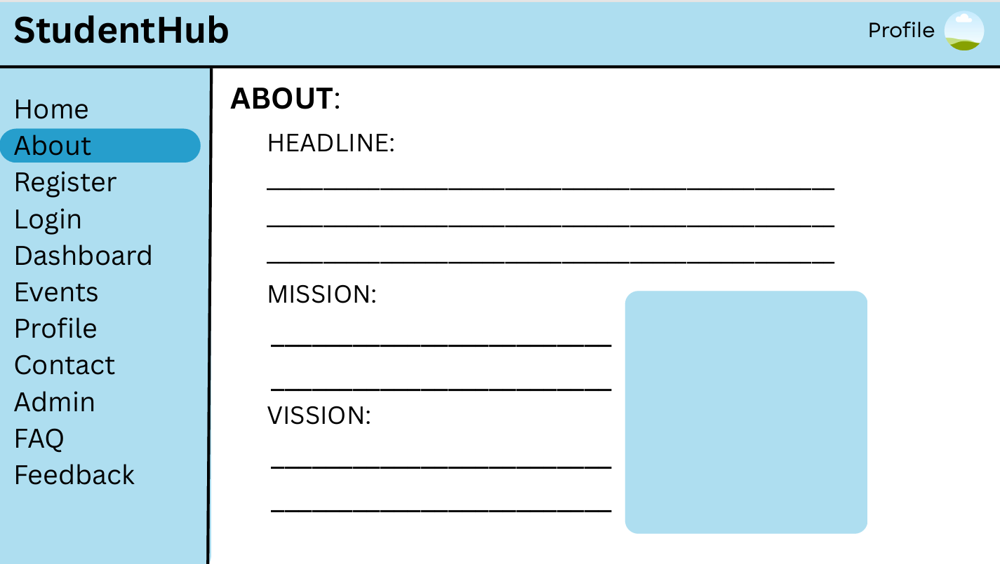 StudentHub
Profile
Home
About
Register
Login
Dashboard
Events
Profile
Contact
Admin
FAQ
Feedback
ABOUT:
HEADLINE:
MISSION:
VISSION: